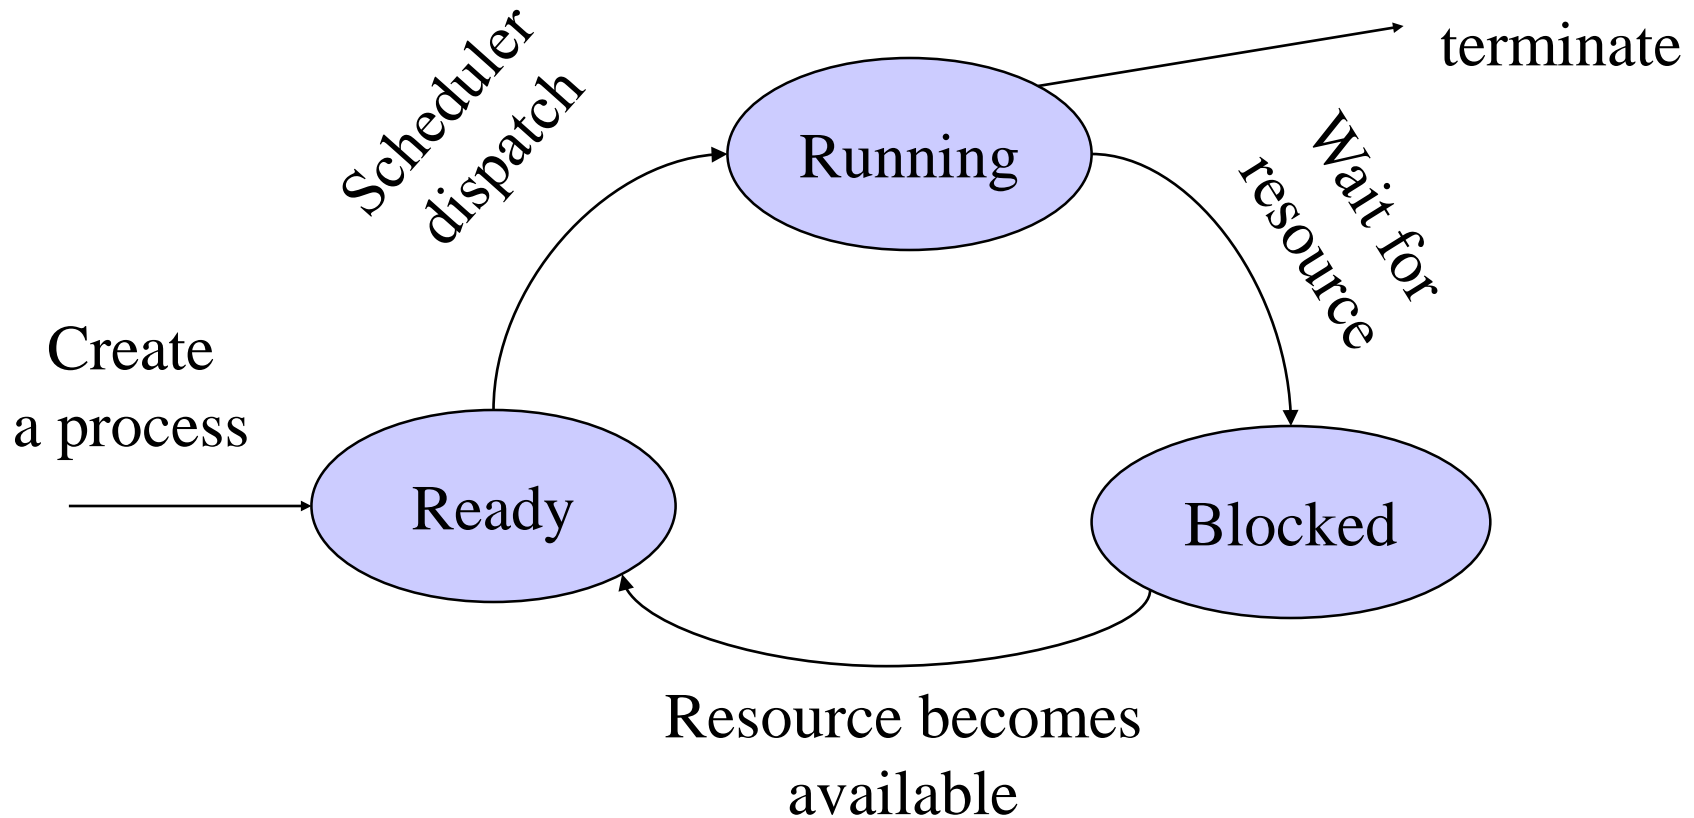 Scheduler
dispatch
terminate
Running
Wait for
resource
Create
a process
Ready
Blocked
Resource becomes
available